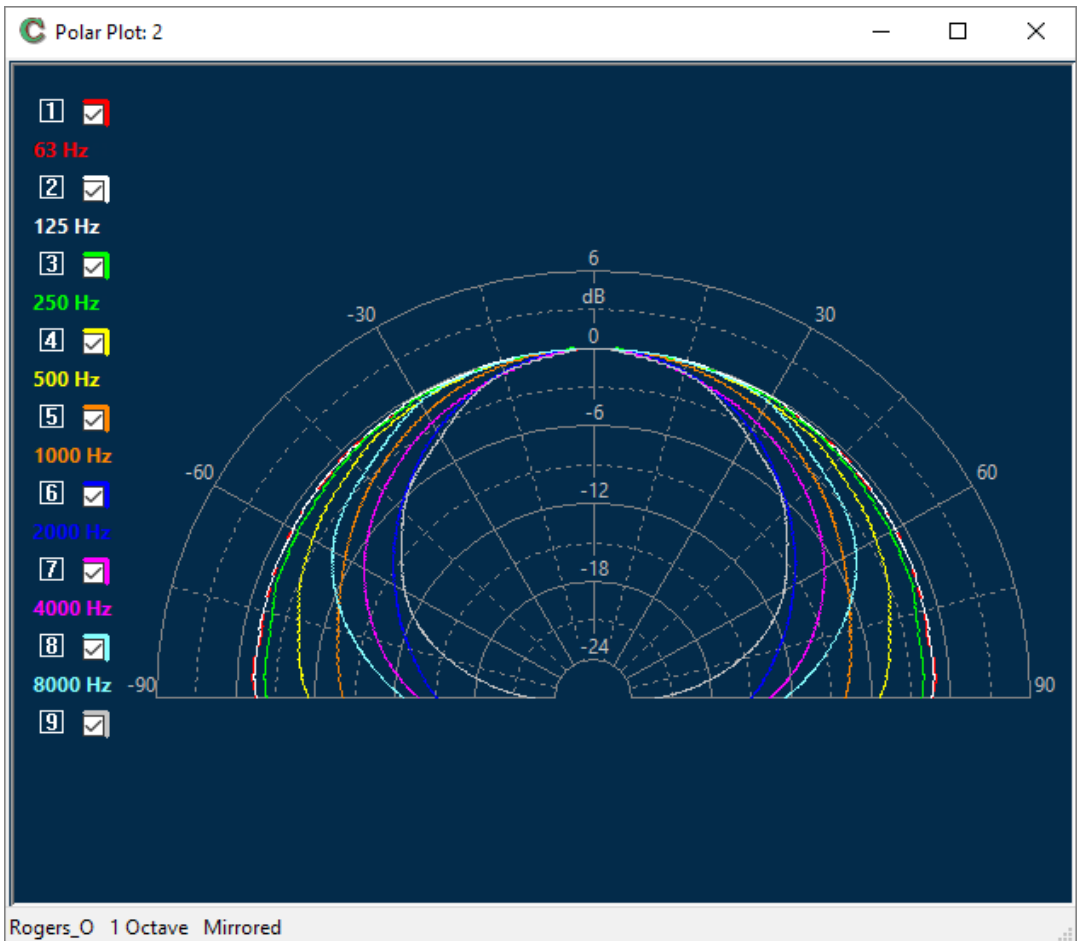 Polar Plot: 2
1
63 Hz
2
125 Hz
3
250 Hz
4
500 Hz
5
1000 Hz
6
2000 Hz
7
4000 Hz
8
8000 Hz
9
6
dB
-30
30
0
-6
-60
60
-12
-18
-24
-90
90
Rogers_O 1 Octave Mirrored